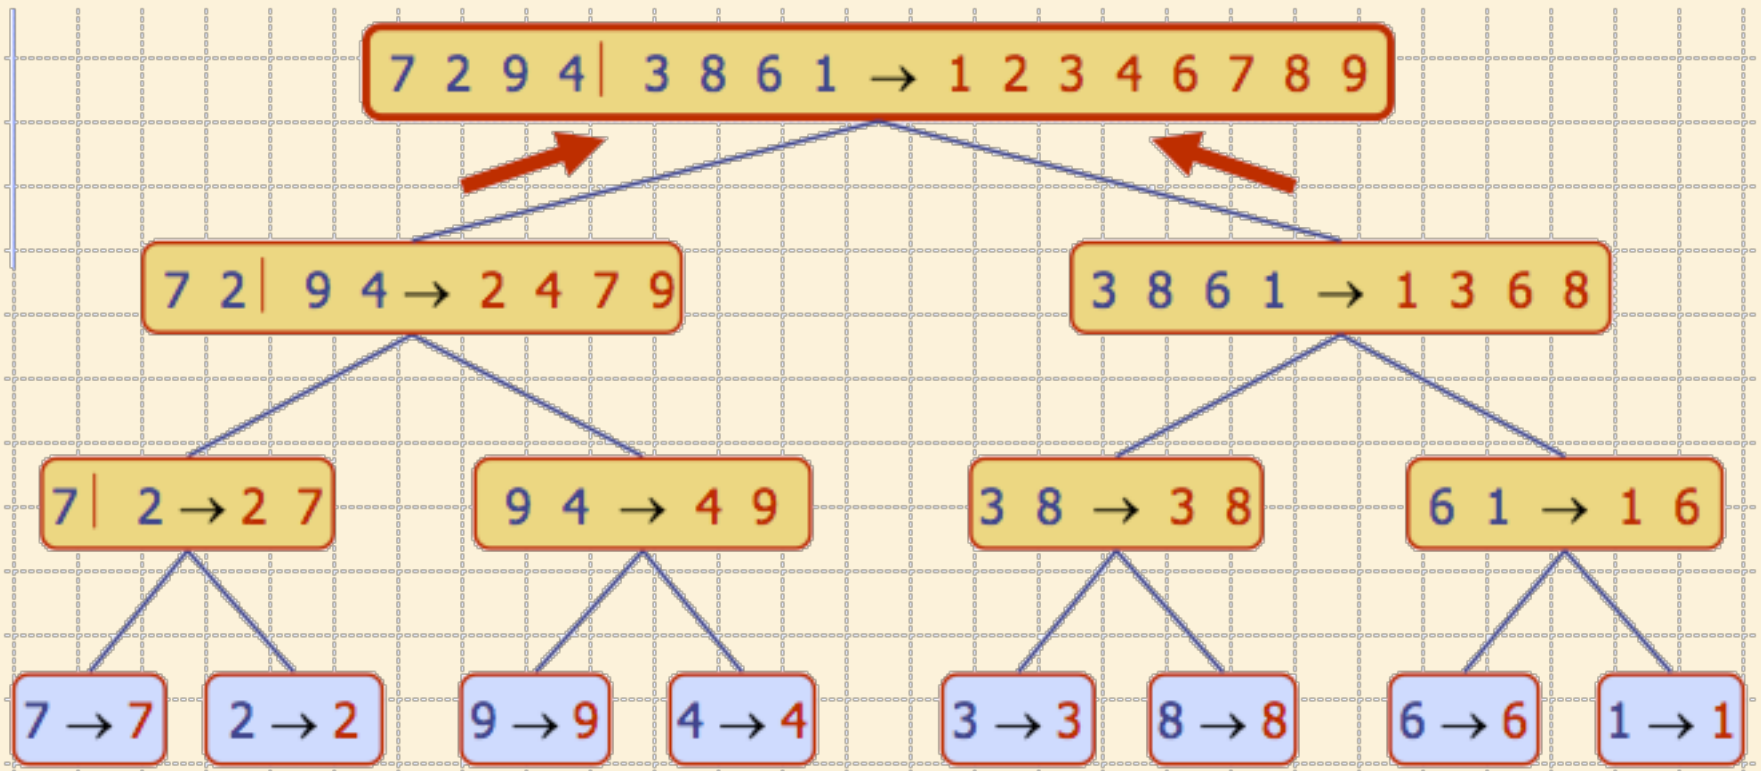 7 2 9 4| 3 8 6 1 → 1 2 3 4 6 7 8 9
7 2| 9 4 → 2 4 7 9
3 8 6 1 → 1 3 6 8
7| 2 → 2 7
9 4 → 4 9
3 8 → 3 8
6 1 → 1 6
7 → 7
2 → 2
9 → 9
4 → 4
3 → 3
8 → 8
6 → 6
1 → 1